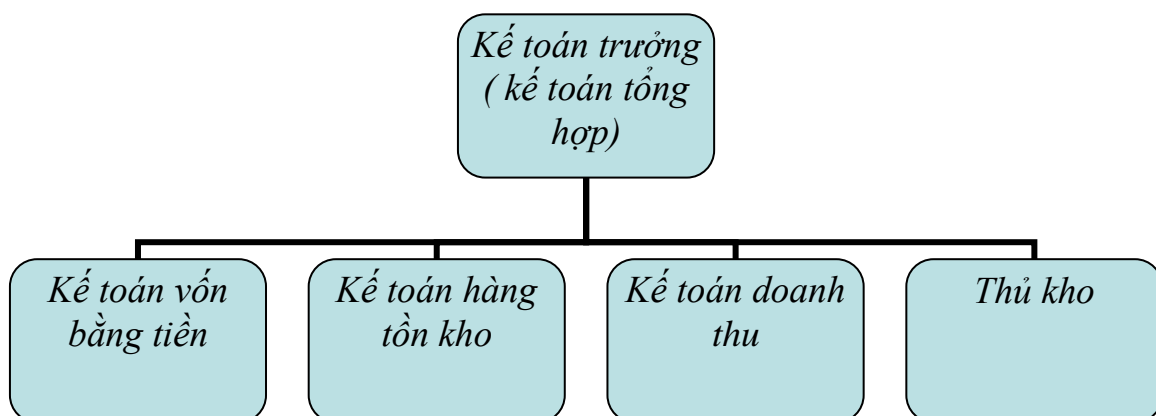 Kế toán trưởng
( kế toán tổng
hợp)
Kế toán vốn
bằng tiền
Kế toán hàng
tồn kho
Kế toán doanh
thu
Thủ kho